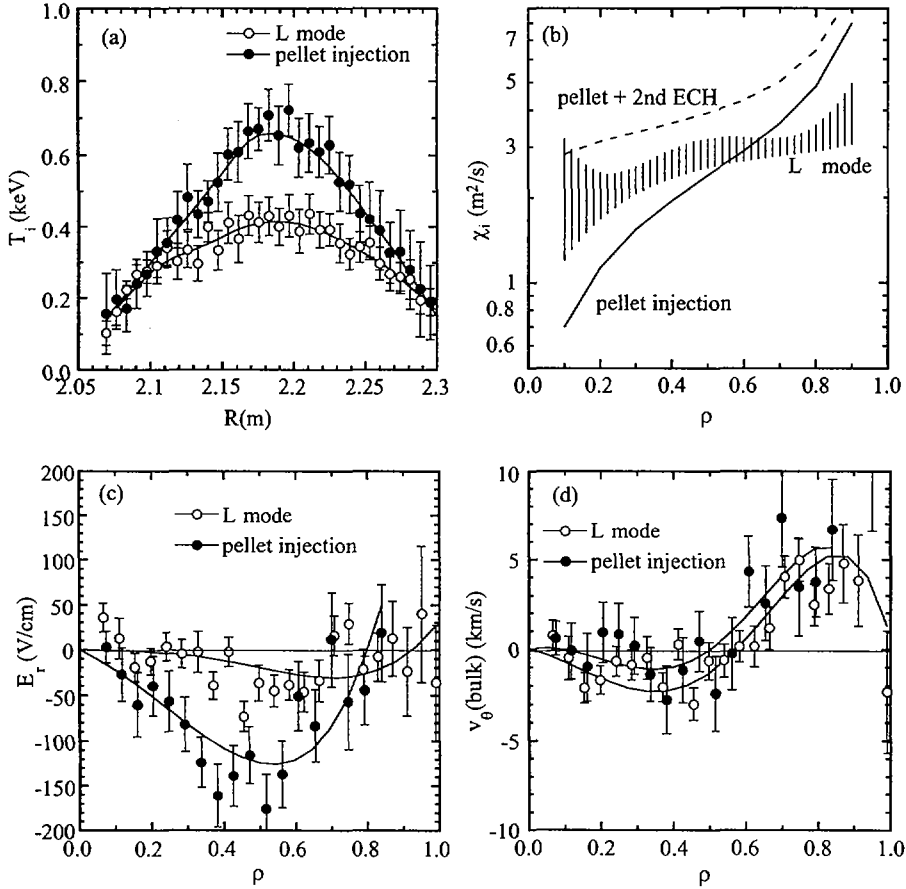 (a)
L mode
pellet injection
1.0
0.8
0.6
0.4
0.2
0.0
T_i (keV)
2.05
2.1
2.15
2.2
2.25
2.3
R(m)
(b)
7
5
3
1
0.8
0.6
χ_i (m²/s)
pellet + 2nd ECH
L mode
pellet injection
0.0
0.2
0.4
0.6
0.8
1.0
ρ
(c)
L mode
pellet injection
200
150
100
50
0
-50
-100
-150
-200
E_r (V/cm)
0.0
0.2
0.4
0.6
0.8
1.0
ρ
(d)
L mode
pellet injection
10
5
0
-5
-10
v_θ(bulk) (km/s)
0.0
0.2
0.4
0.6
0.8
1.0
ρ